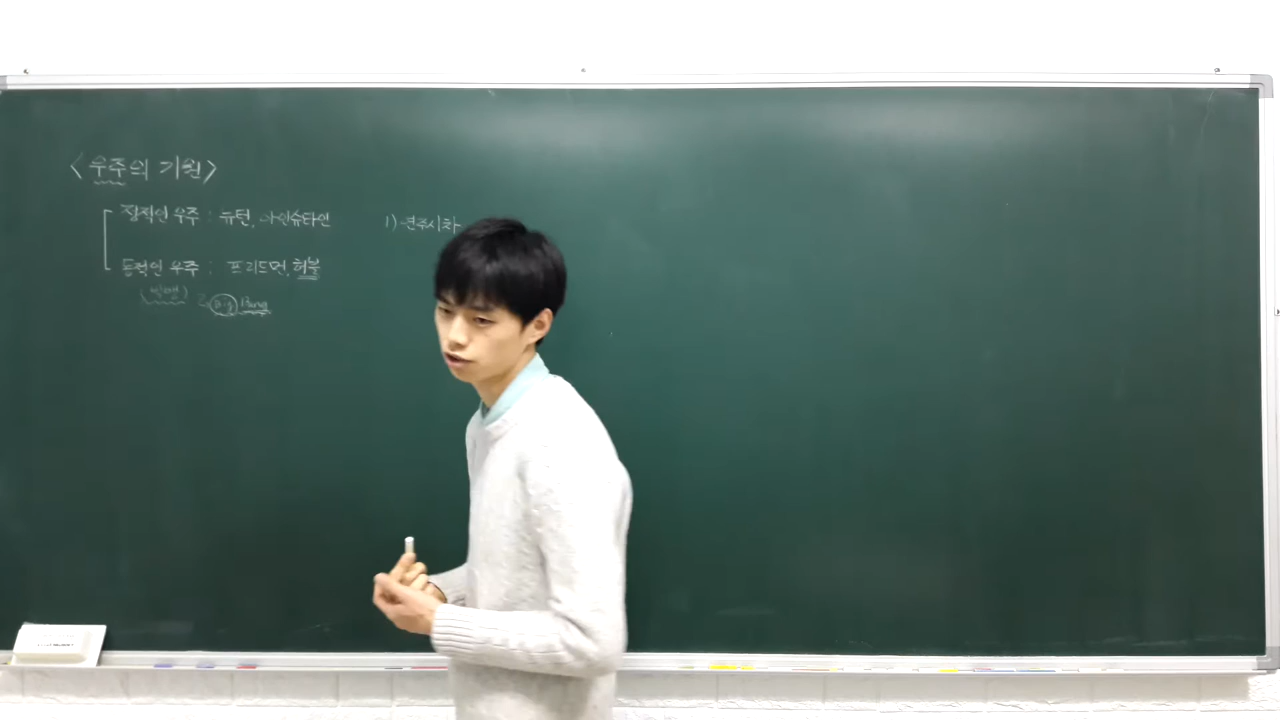 <우주의 기원>
정적인 우주 : 뉴턴, 아인슈타인
동적인 우주 : 프리드먼, 허블
(빅뱅) Big Bang
1) 연주시차